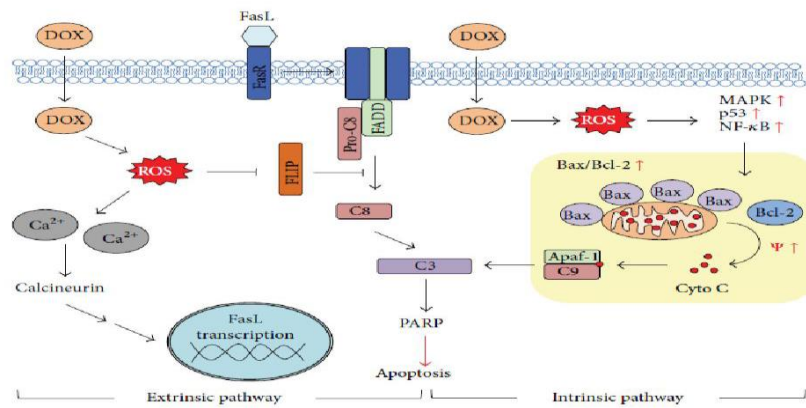 FasL
DOX
DOX
FasR
FADD
Pro-C8
DOX
DOX
ROS
MAPK ↑
p53 ↑
NF-κB ↑
ROS
FLIP
Ca2+
Ca2+
Calcineurin
FasL
transcription
C8
C3
PARP
Apoptosis
Bax/Bcl-2 ↑
Bax
Bax
Bax
Bax
Bcl-2
Ψ ↑
Cyto C
Apaf-1
C9
Extrinsic pathway
Intrinsic pathway